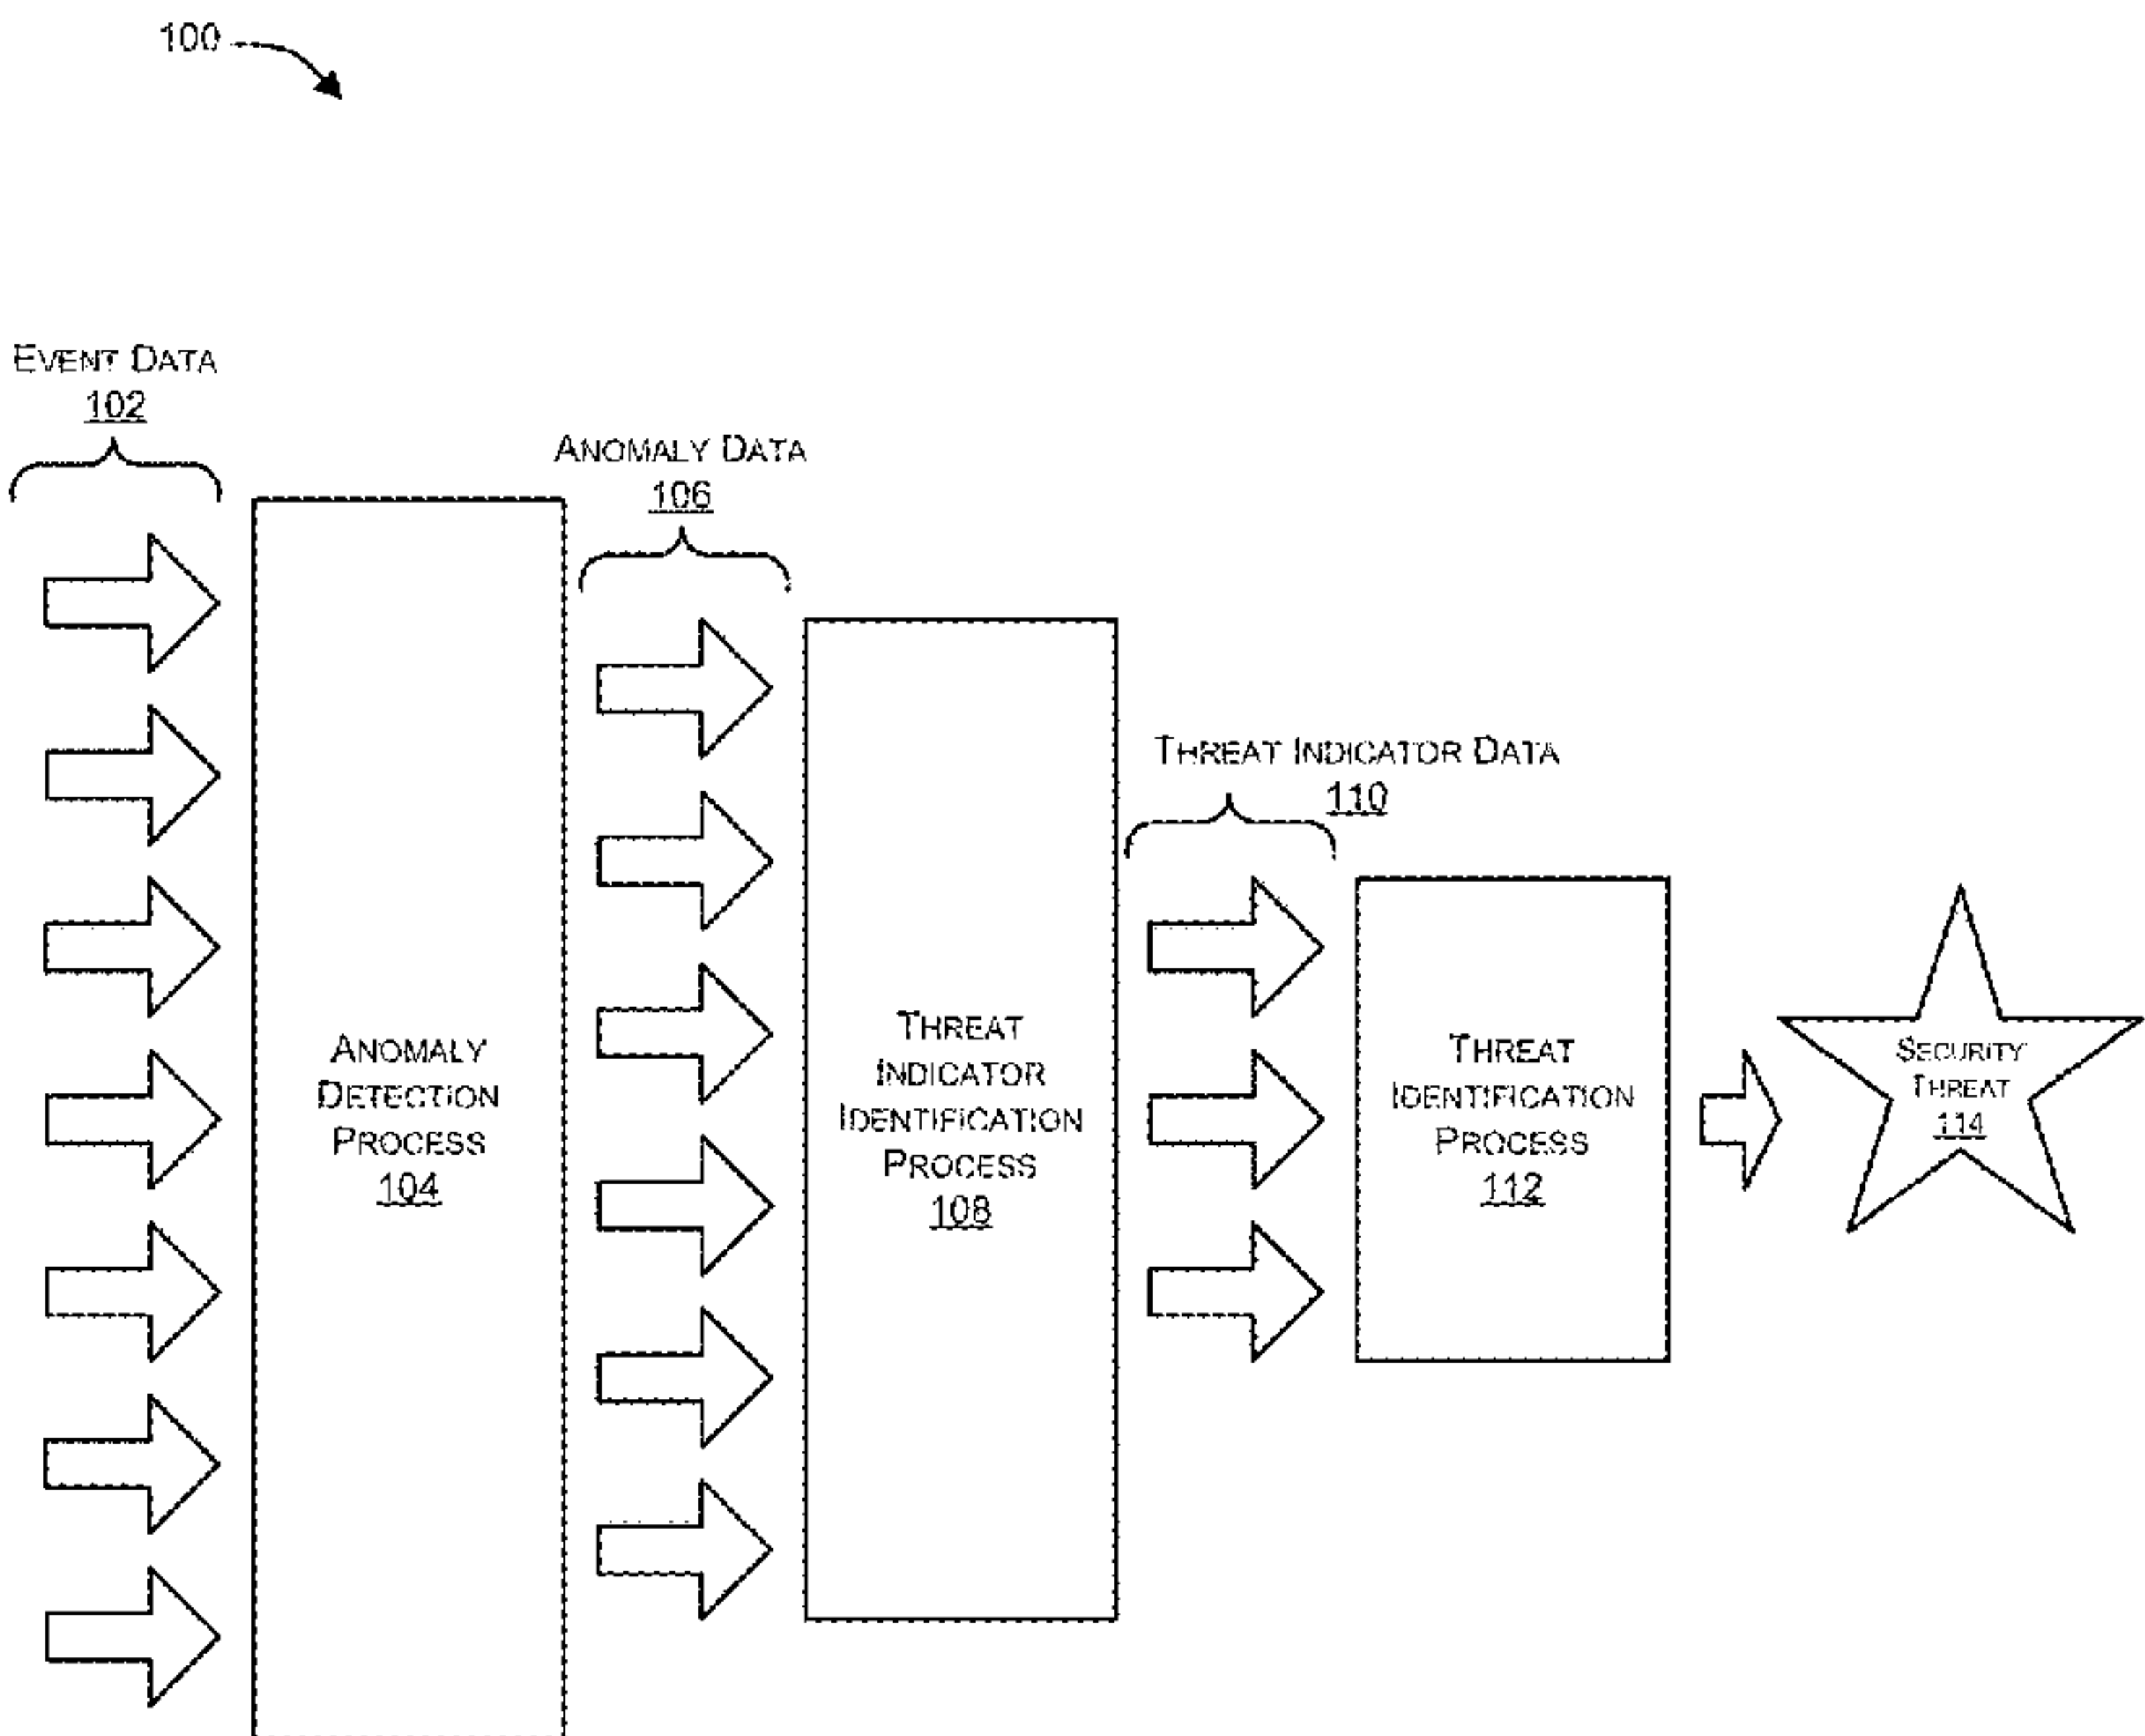 100
EVENT DATA
102
ANOMALY DATA
106
THREAT INDICATOR DATA
110
ANOMALY
DETECTION
PROCESS
104
THREAT
INDICATOR
IDENTIFICATION
PROCESS
108
THREAT
IDENTIFICATION
PROCESS
112
SECURITY
THREAT
114